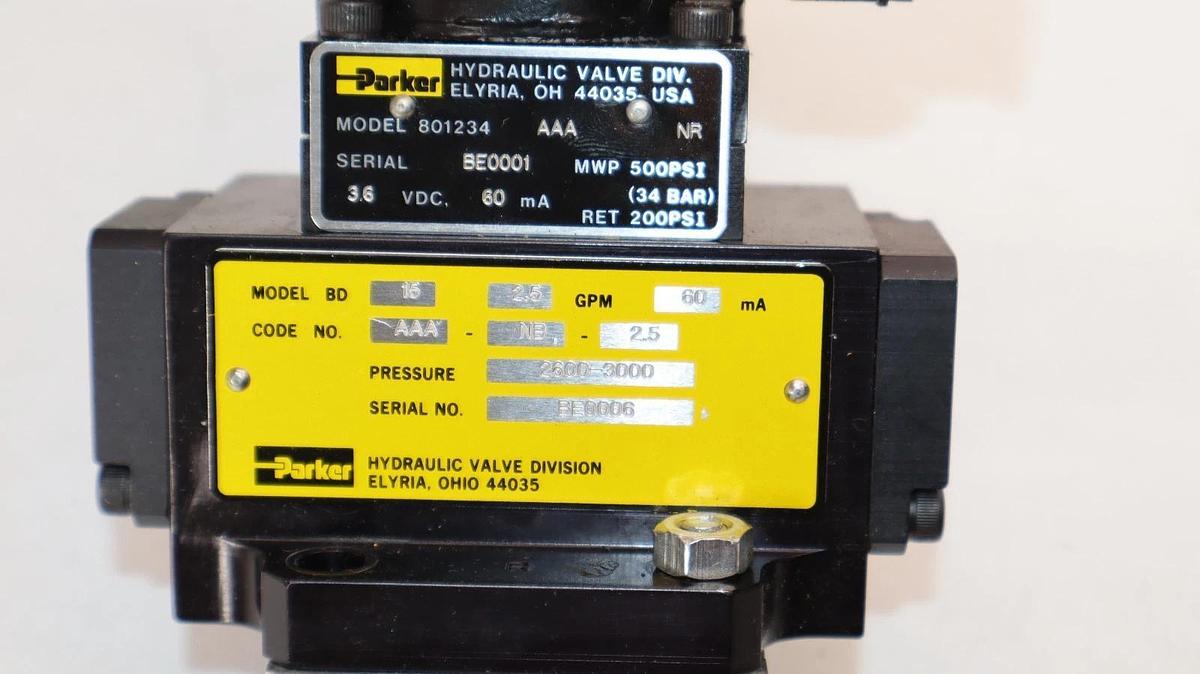 Parker HYDRAULIC VALVE DIV.
ELYRIA, OH 44035 USA
MODEL 801234 AAA NR
SERIAL BE0001 MWP 500PSI
3.6 VDC, 60 mA (34 BAR)
RET 200PSI
MODEL BD 15 2.5 GPM 60 mA
CODE NO. AAA - NB - 2.5
PRESSURE 2600-3000
SERIAL NO. BE0006
Parker HYDRAULIC VALVE DIVISION
ELYRIA, OHIO 44035